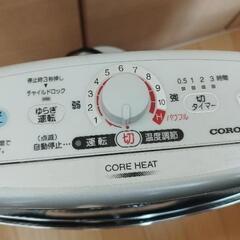 停止時3秒押し
チャイルドロック
ゆらぎ
運転
(点滅)
自動停止…
弱
1 2 3 4 5 6 7 8 9 10
H
パワフル
強
0.5 1 2 3 時間
切
タイマー
運転 切 温度調節
CORO
CORE HEAT